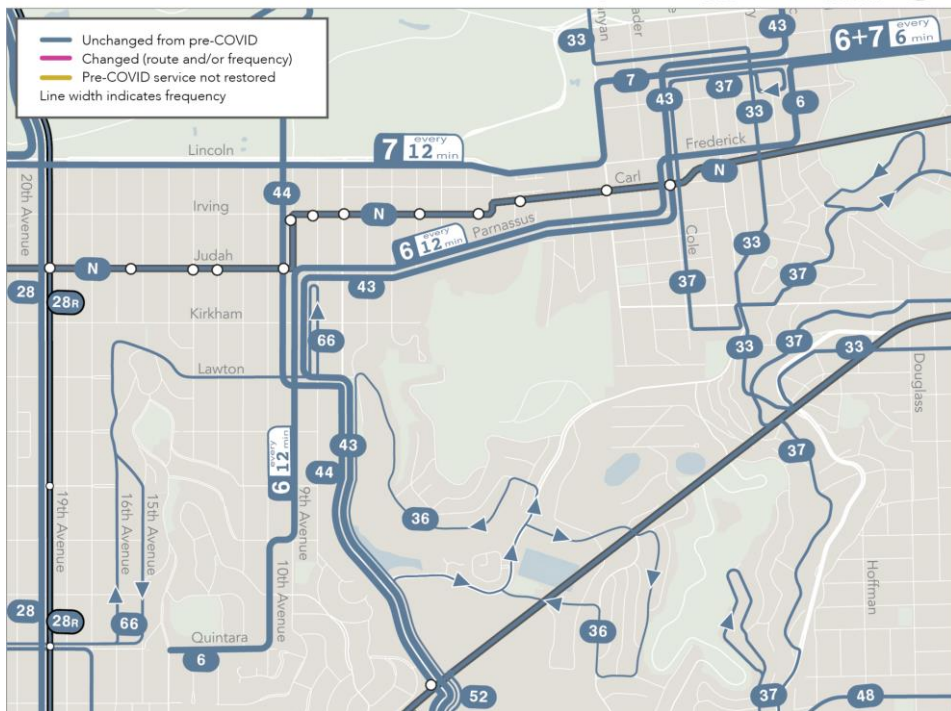 Unchanged from pre-COVID
Changed (route and/or frequency)
Pre-COVID service not restored
Line width indicates frequency
33
43
6+7 every 6 min
7
43
37
33
6
Lincoln
7 every 12 min
Frederick
20th Avenue
44
Irving
N
Carl
N
Parnassus
6 every 12 min
Judah
N
43
Cole
33
37
37
28
28R
Kirkham
66
33
37
33
Lawton
Douglass
43
44
6 every 12 min
37
19th Avenue
16th Avenue
15th Avenue
9th Avenue
36
10th Avenue
Hoffman
28
28R
66
Quintara
6
36
52
37
48